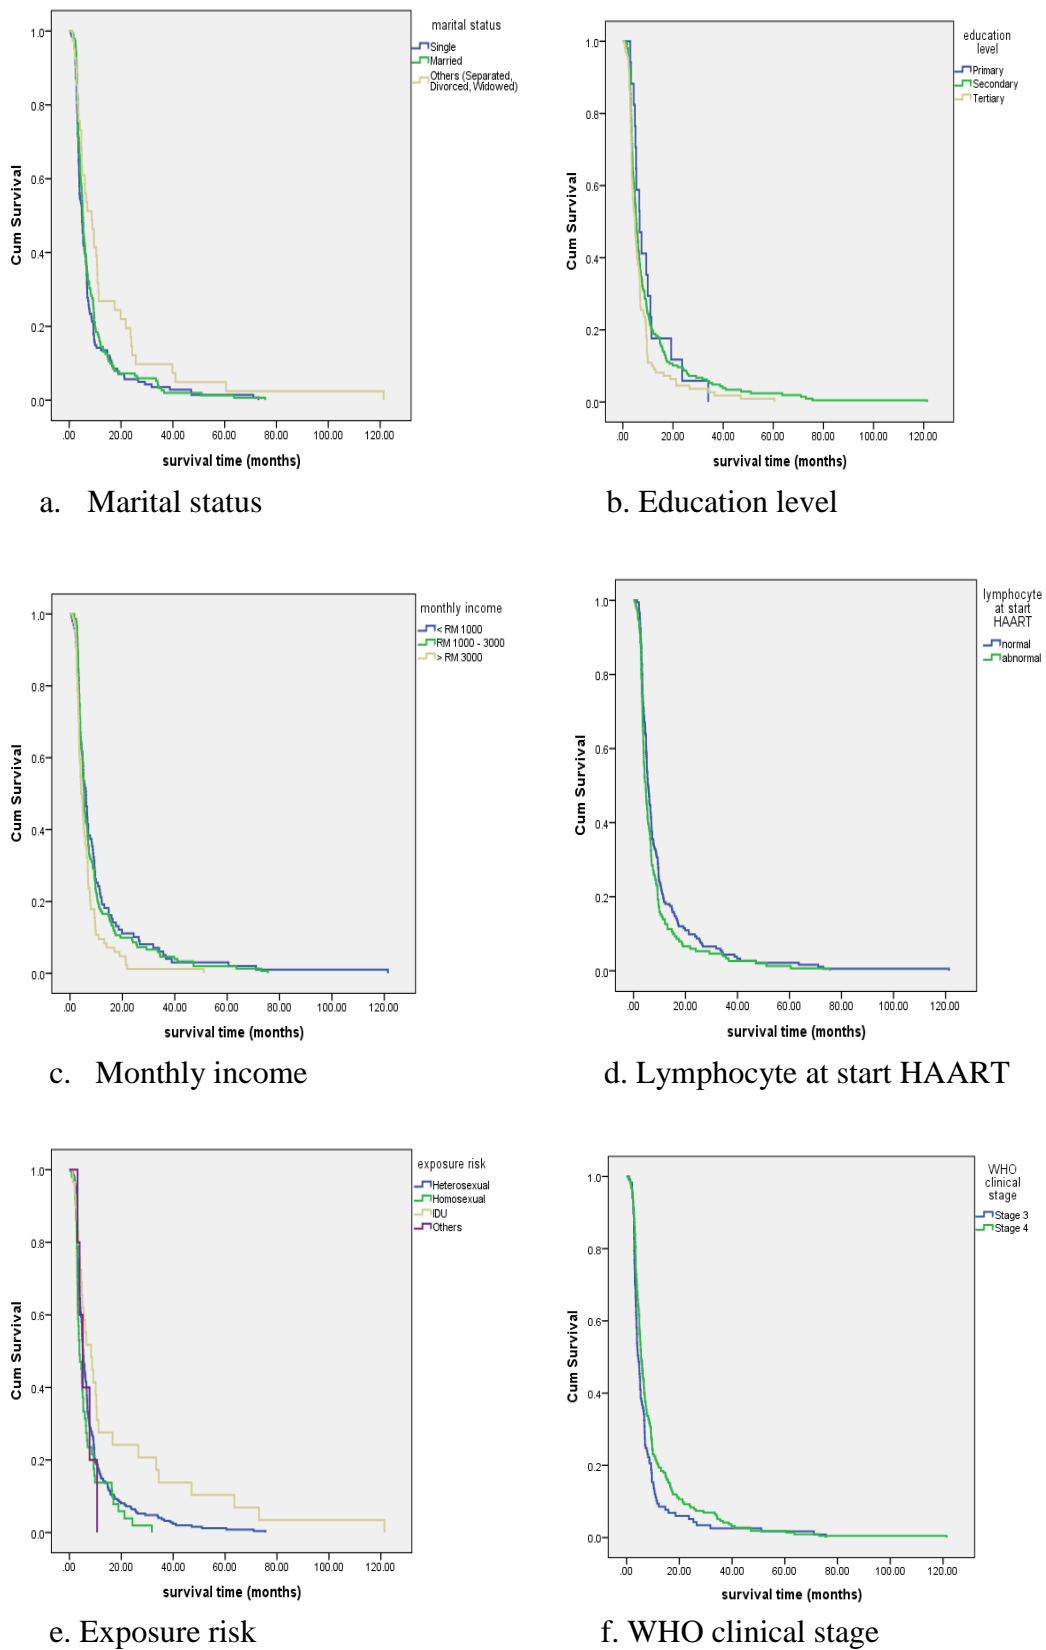 marital status
Single
Married
Others (Separated,
Divorced, Widowed)
1.0
0.8
0.6
0.4
0.2
0.0
Cum Survival
.00 20.00 40.00 60.00 80.00 100.00 120.00
survival time (months)
a. Marital status
education
level
Primary
Secondary
Tertiary
1.0
0.8
0.6
0.4
0.2
0.0
Cum Survival
.00 20.00 40.00 60.00 80.00 100.00 120.00
survival time (months)
b. Education level
monthly income
< RM 1000
RM 1000 - 3000
> RM 3000
1.0
0.8
0.6
0.4
0.2
0.0
Cum Survival
.00 20.00 40.00 60.00 80.00 100.00 120.00
survival time (months)
c. Monthly income
lymphocyte
at start
HAART
normal
abnormal
1.0
0.8
0.6
0.4
0.2
0.0
Cum Survival
.00 20.00 40.00 60.00 80.00 100.00 120.00
survival time (months)
d. Lymphocyte at start HAART
exposure risk
Heterosexual
Homosexual
IDU
Others
1.0
0.8
0.6
0.4
0.2
0.0
Cum Survival
.00 20.00 40.00 60.00 80.00 100.00 120.00
survival time (months)
e. Exposure risk
WHO
clinical
stage
Stage 3
Stage 4
1.0
0.8
0.6
0.4
0.2
0.0
Cum Survival
.00 20.00 40.00 60.00 80.00 100.00 120.00
survival time (months)
f. WHO clinical stage